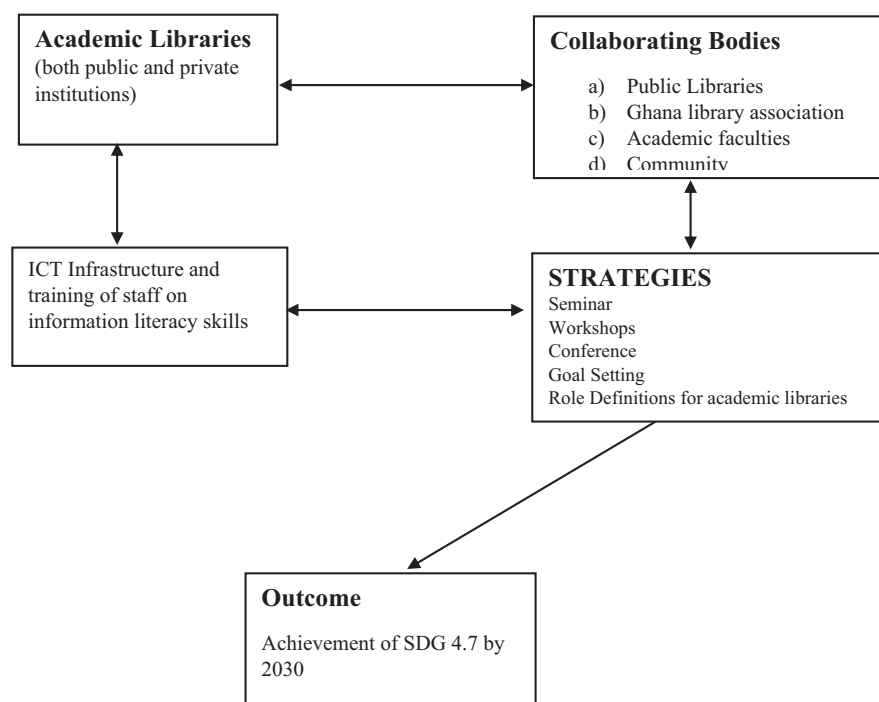 Academic Libraries
(both public and private
institutions)
Collaborating Bodies
a) Public Libraries
b) Ghana library association
c) Academic faculties
d) Community
ICT Infrastructure and
training of staff on
information literacy skills
STRATEGIES
Seminar
Workshops
Conference
Goal Setting
Role Definitions for academic libraries
Outcome
Achievement of SDG 4.7 by
2030